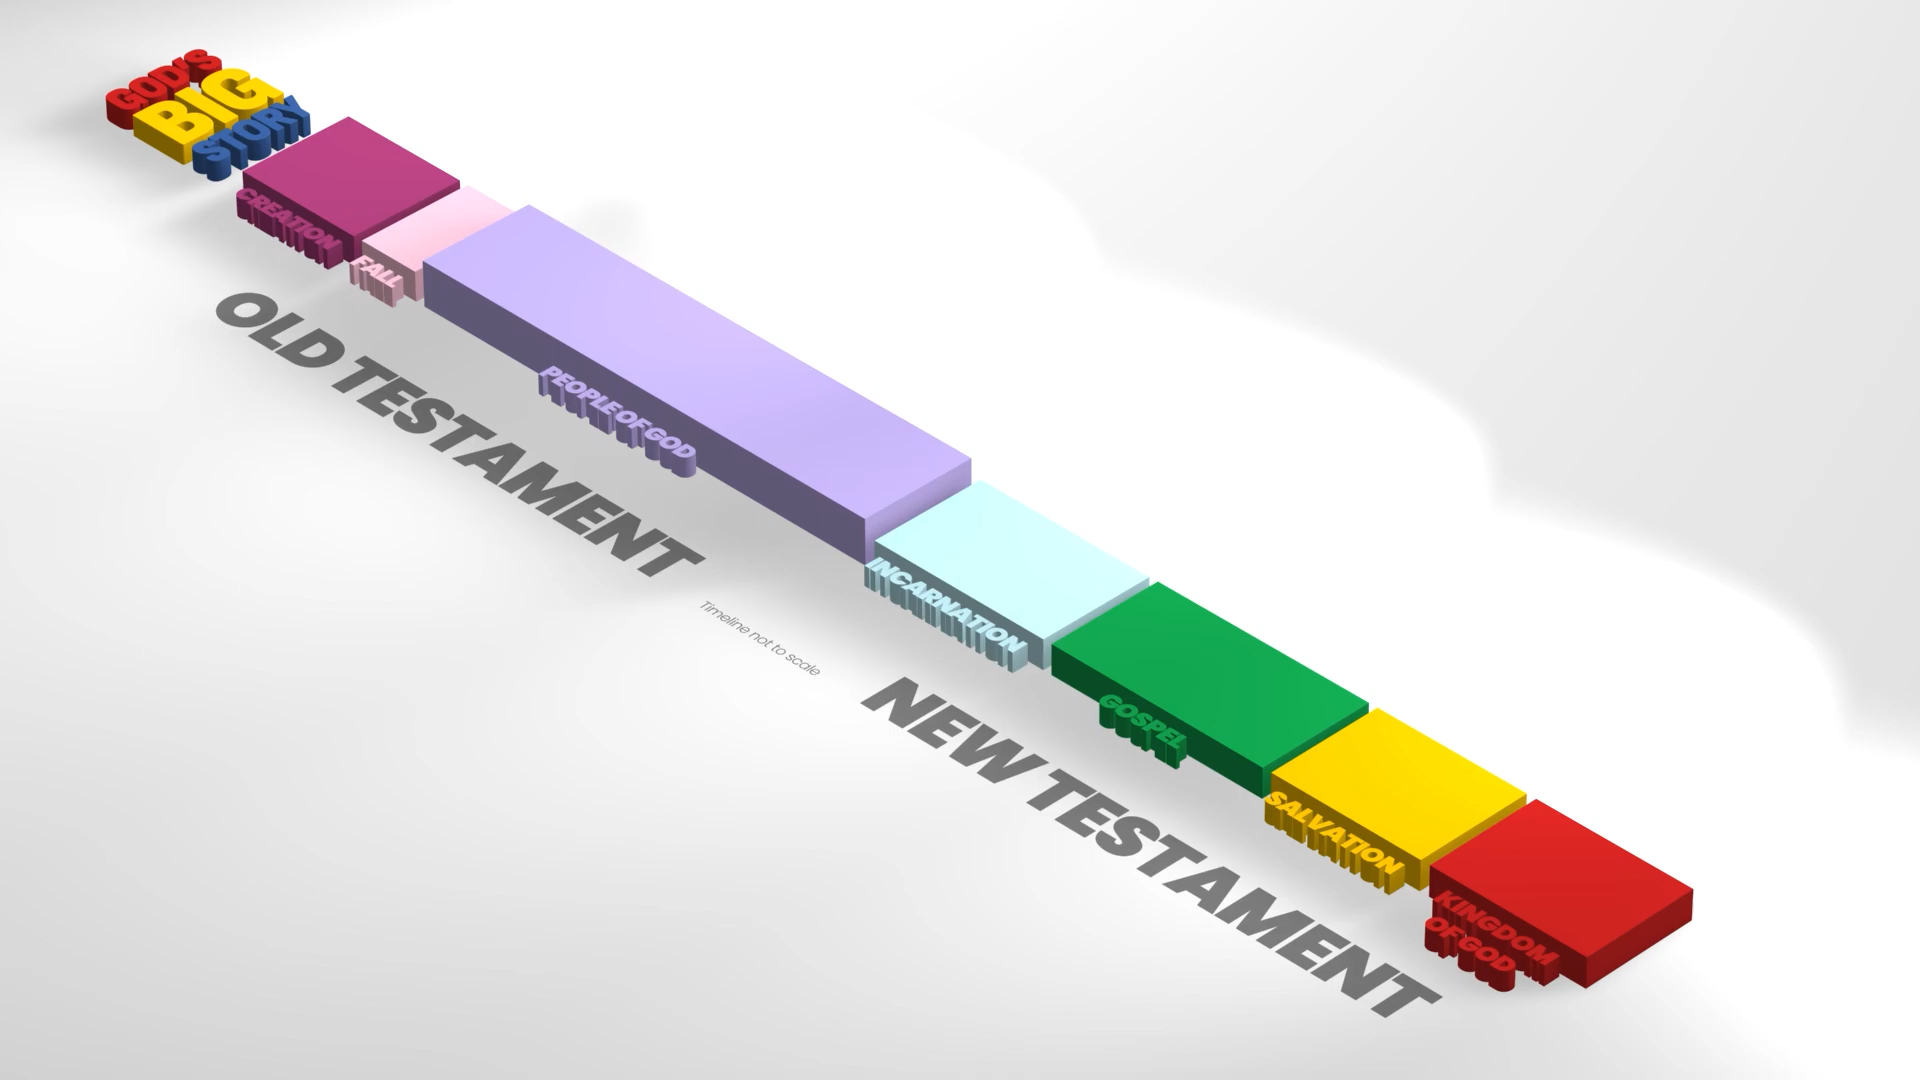 GOD'S
BIG
STORY
CREATION
FALL
PEOPLE OF GOD
OLD TESTAMENT
Timeline not to scale
INCARNATION
GOSPEL
SALVATION
KINGDOM
OF GOD
NEW TESTAMENT